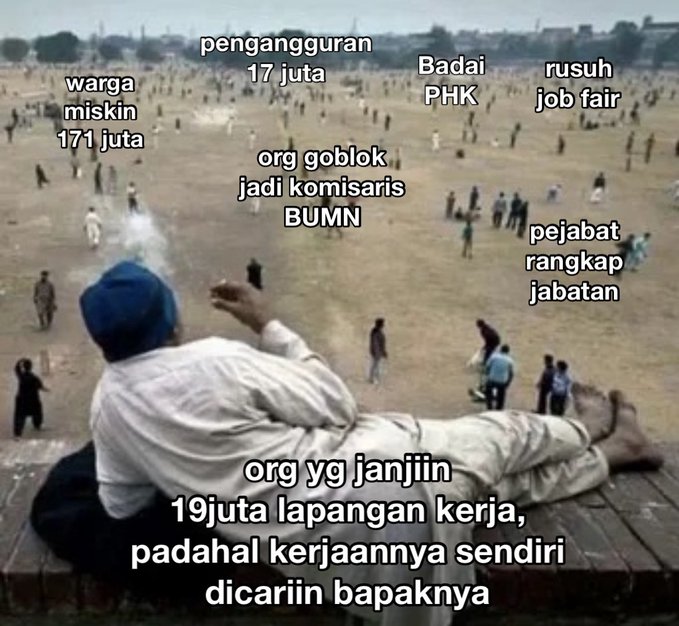 pengangguran
17 juta
Badai
PHK
rusuh
job fair
warga
miskin
171 juta
org goblok
jadi komisaris
BUMN
pejabat
rangkap
jabatan
org yg janjiin
19juta lapangan kerja,
padahal kerjaannya sendiri
dicariin bapaknya